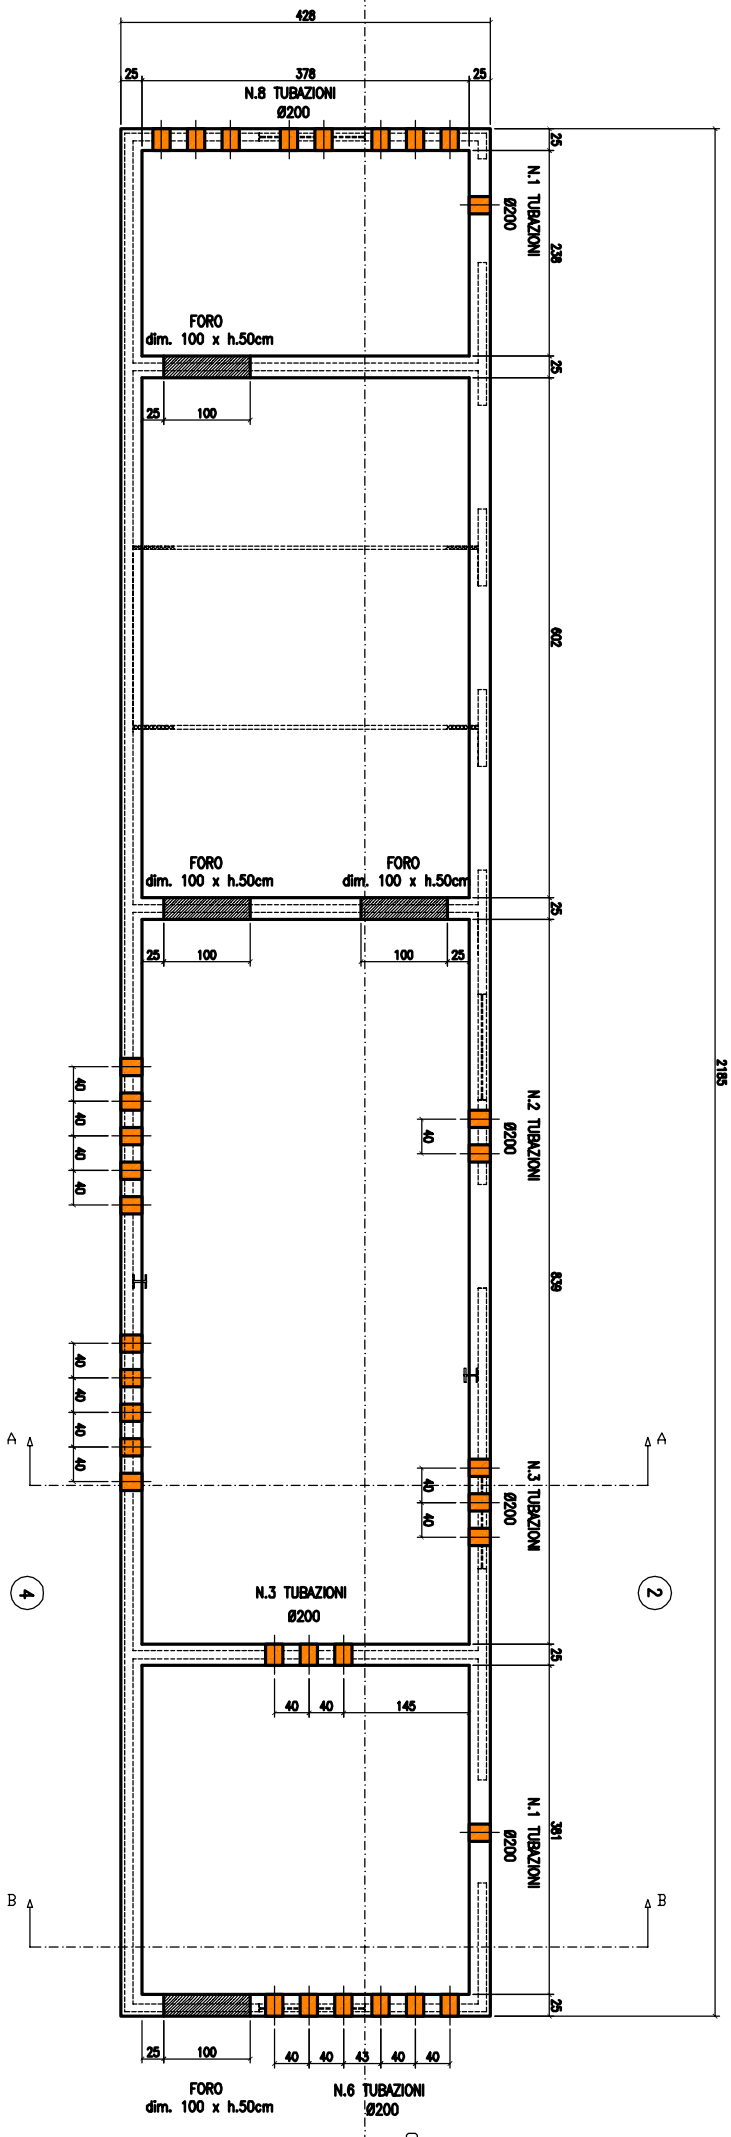 428
25 378 25
N.8 TUBAZIONI
Ø200
25
N.1 TUBAZIONI
Ø200
238
FORO
dim. 100 x h.50cm
25
25 100
602
2185
FORO
dim. 100 x h.50cm
FORO
dim. 100 x h.50cm
25
25 100
100 25
40
40
40
40
N.2 TUBAZIONI
Ø200
40
839
40
40
40
40
A
A
N.3 TUBAZIONI
Ø200
40
40
4
2
N.3 TUBAZIONI
Ø200
25
40 40 145
N.1 TUBAZIONI
Ø200
381
B
B
25
25 100
40 40 43 40 40
FORO
dim. 100 x h.50cm
N.6 TUBAZIONI
Ø200